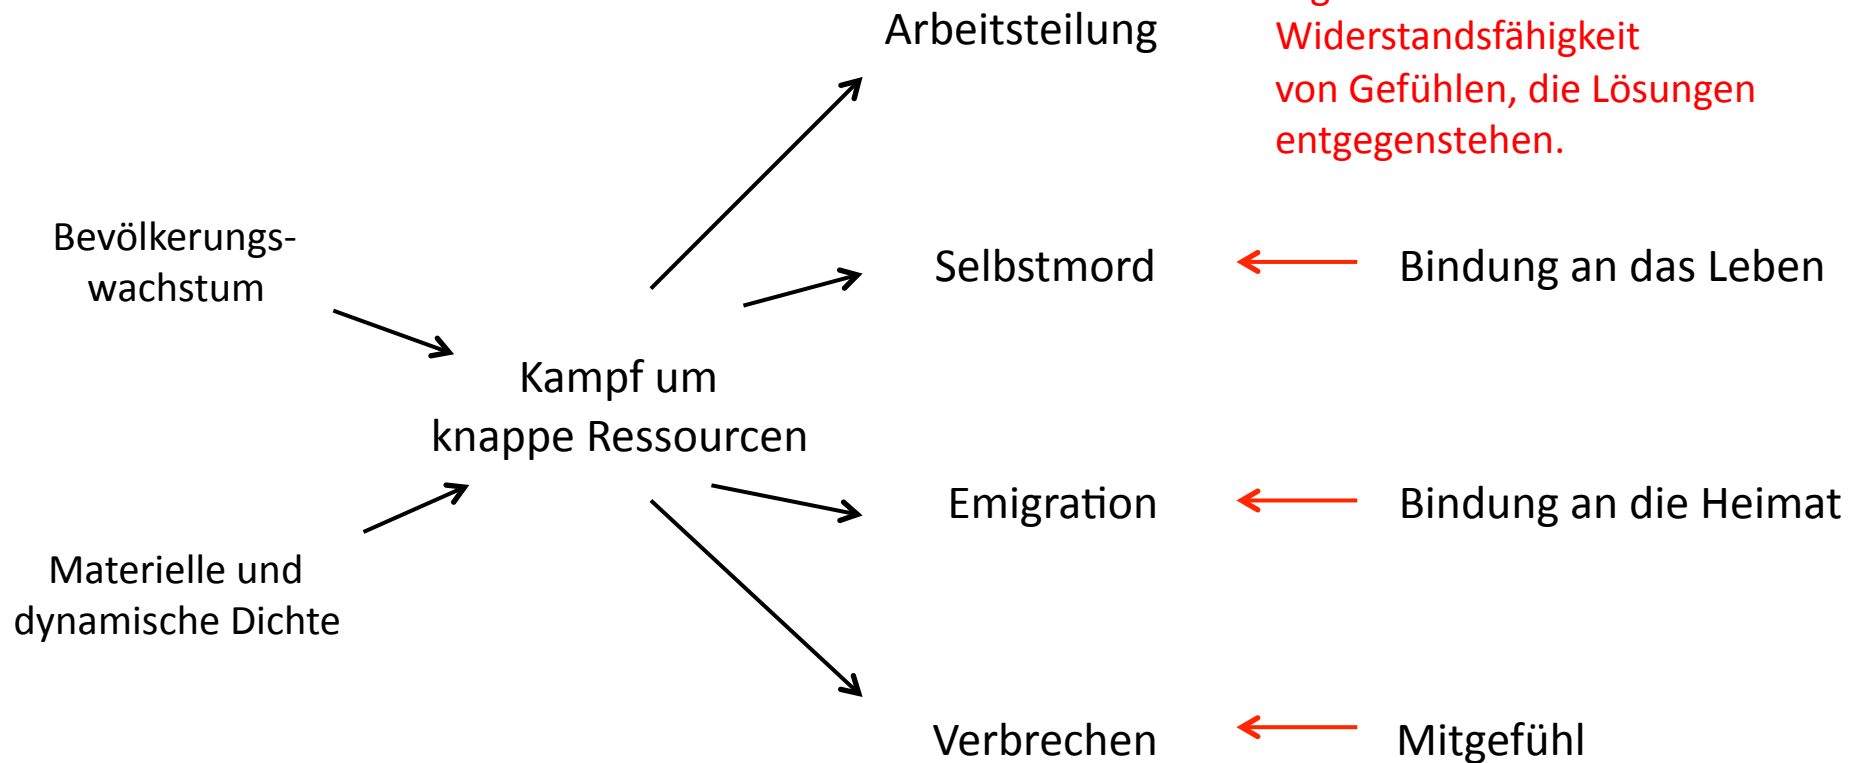 Arbeitsteilung
Widerstandsfähigkeit
von Gefühlen, die Lösungen
entgegenstehen.
Bevölkerungs-
wachstum
Selbstmord
Bindung an das Leben
Kampf um
knappe Ressourcen
Emigration
Bindung an die Heimat
Materielle und
dynamische Dichte
Verbrechen
Mitgefühl